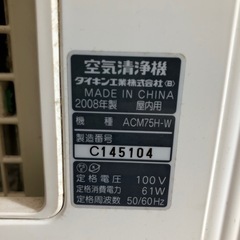 空気清浄機
ダイキン工業株式会社
MADE IN CHINA
2008年製 屋内用
機種 ACM75H-W
製造番号
C145104
定格電圧 100V
定格消費電力 61W
定格周波数 50/60Hz